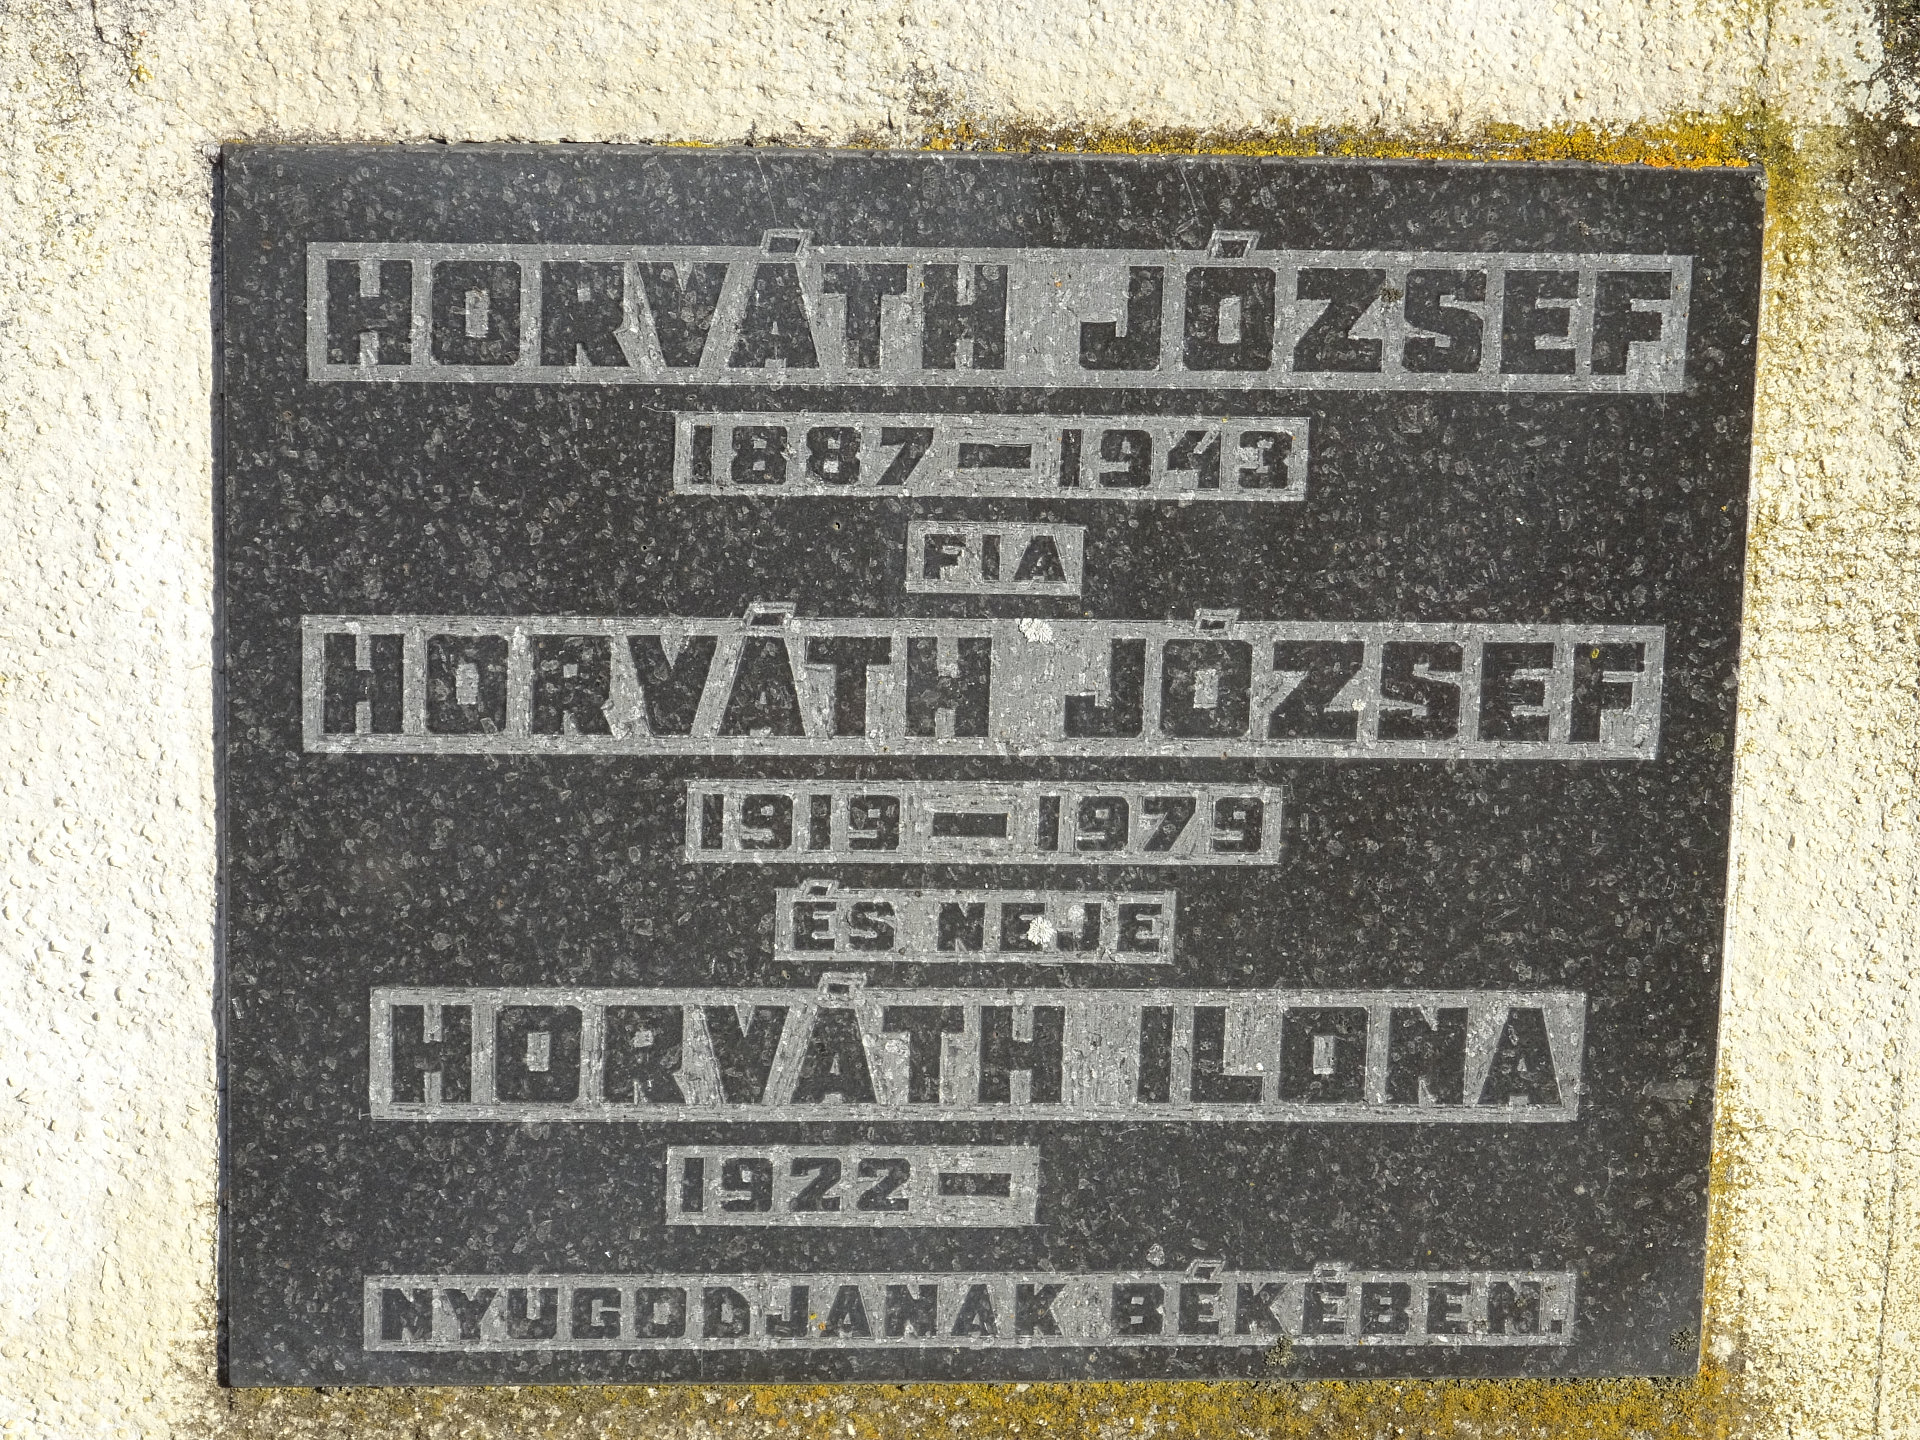 HORVÁTH JÓZSEF
1887 – 1943
FIA
HORVÁTH JÓZSEF
1919 – 1979
ÉS NEJE
HORVÁTH ILONA
1922 –
NYUGODJANAK BÉKÉBEN.